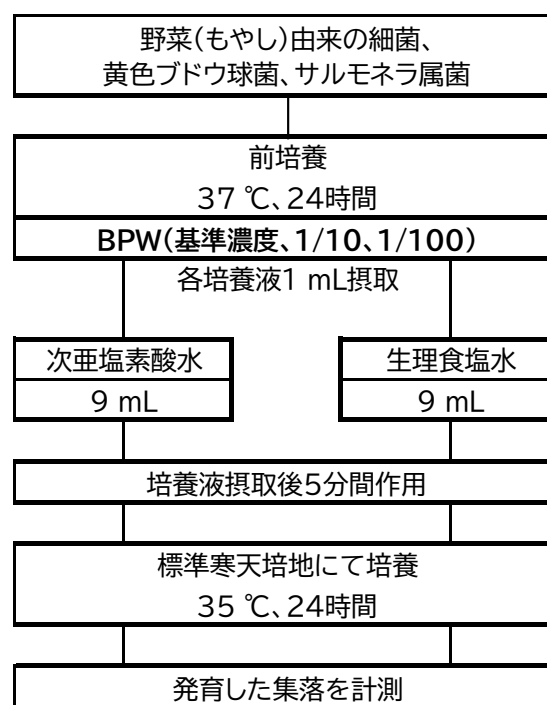 野菜(もやし)由来の細菌、
黄色ブドウ球菌、サルモネラ属菌
前培養
37 ℃、24時間
BPW(基準濃度、1/10、1/100)
各培養液1 mL摂取
次亜塩素酸水
9 mL
生理食塩水
9 mL
培養液摂取後5分間作用
標準寒天培地にて培養
35 ℃、24時間
発育した集落を計測